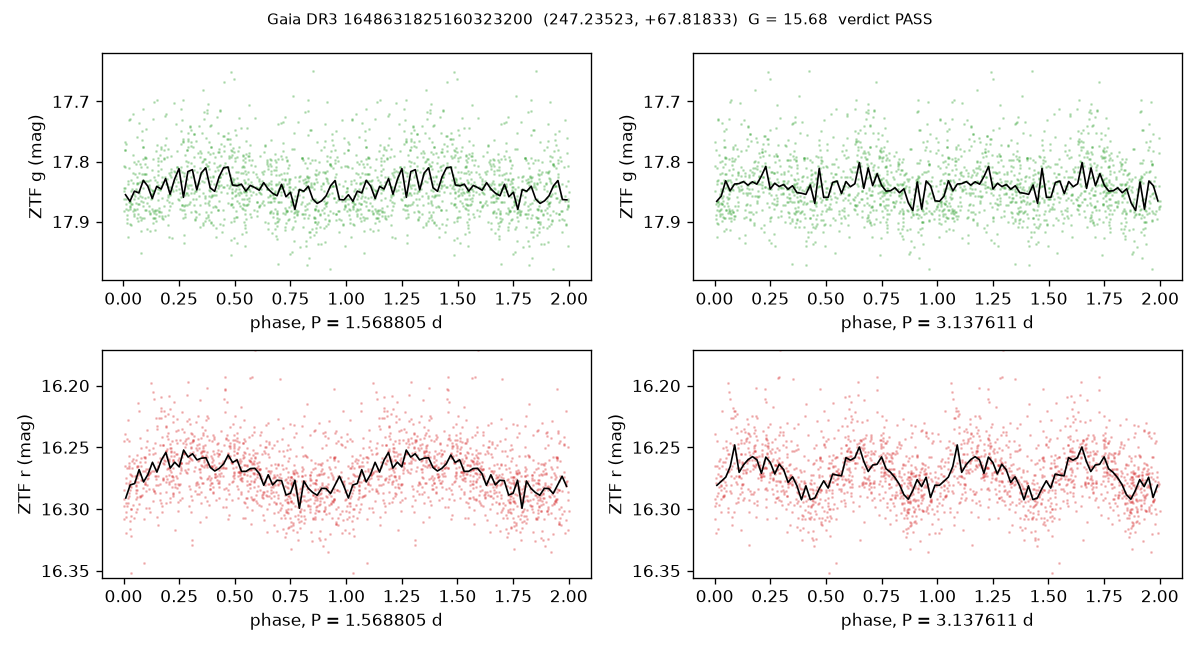 Gaia DR3 1648631825160323200  (247.23523, +67.81833)  G = 15.68  verdict PASS
ZTF g (mag)
17.7
17.8
17.9
0.00 0.25 0.50 0.75 1.00 1.25 1.50 1.75 2.00
phase, P = 1.568805 d
ZTF g (mag)
17.7
17.8
17.9
0.00 0.25 0.50 0.75 1.00 1.25 1.50 1.75 2.00
phase, P = 3.137611 d
ZTF r (mag)
16.20
16.25
16.30
16.35
0.00 0.25 0.50 0.75 1.00 1.25 1.50 1.75 2.00
phase, P = 1.568805 d
ZTF r (mag)
16.20
16.25
16.30
16.35
0.00 0.25 0.50 0.75 1.00 1.25 1.50 1.75 2.00
phase, P = 3.137611 d